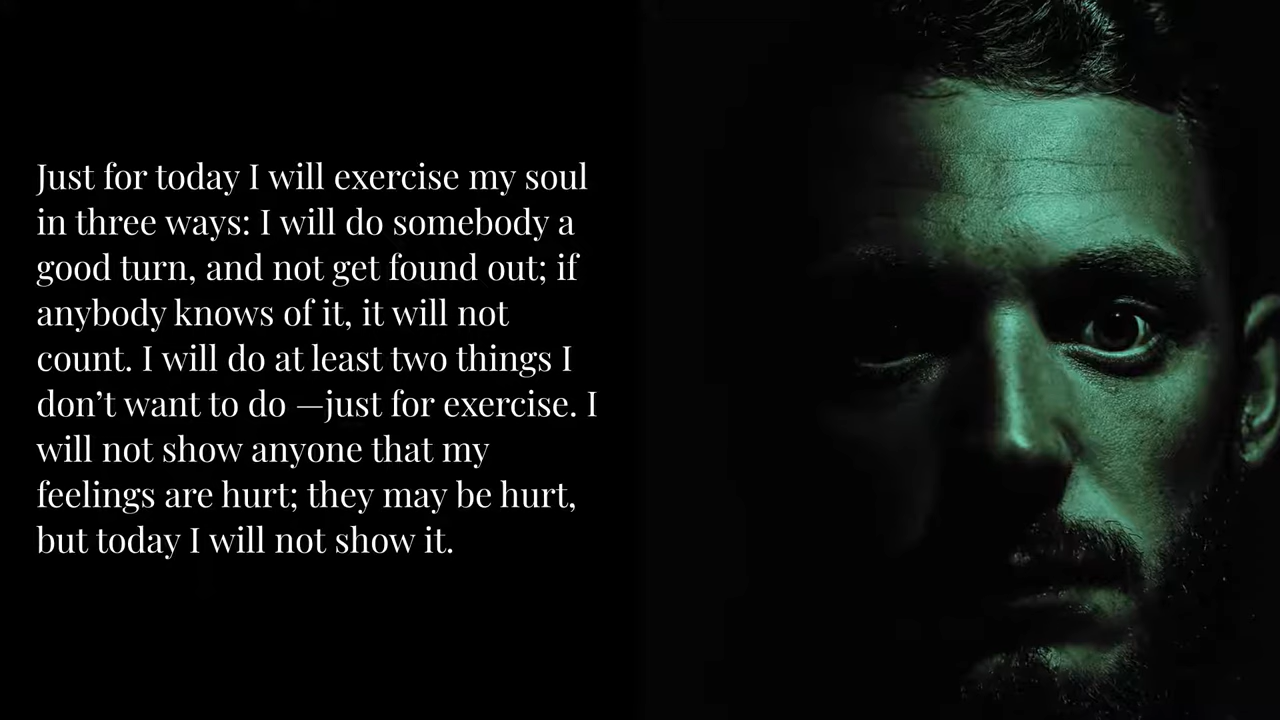 Just for today I will exercise my soul
in three ways: I will do somebody a
good turn, and not get found out; if
anybody knows of it, it will not
count. I will do at least two things I
don’t want to do —just for exercise. I
will not show anyone that my
feelings are hurt; they may be hurt,
but today I will not show it.